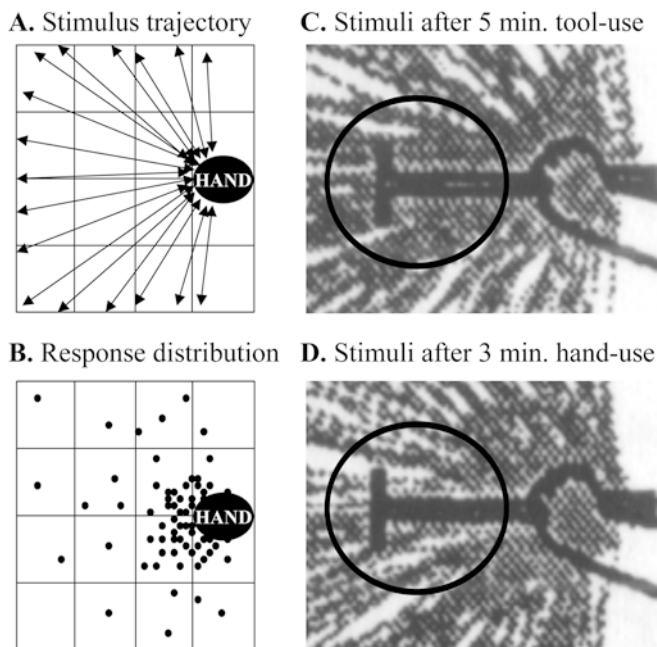 A. Stimulus trajectory
HAND
B. Response distribution
HAND
C. Stimuli after 5 min. tool-use
D. Stimuli after 3 min. hand-use